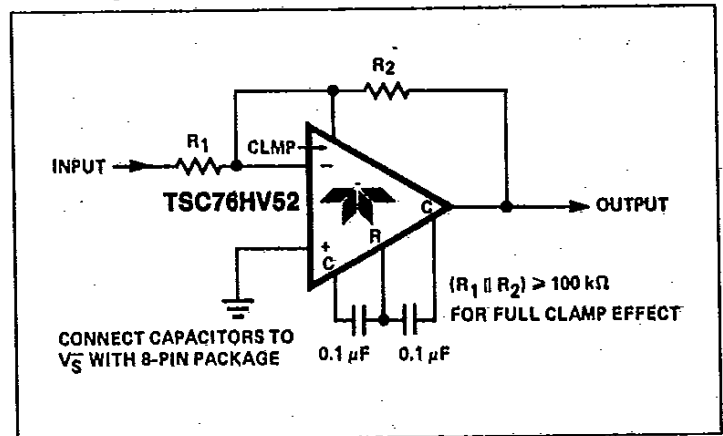 R2
R1
CLMP
INPUT
−
TSC76HV52
C
OUTPUT
R
+
C
(R1 ∥ R2) ≥ 100 kΩ
FOR FULL CLAMP EFFECT
CONNECT CAPACITORS TO
V−S WITH 8-PIN PACKAGE
0.1 µF 0.1 µF